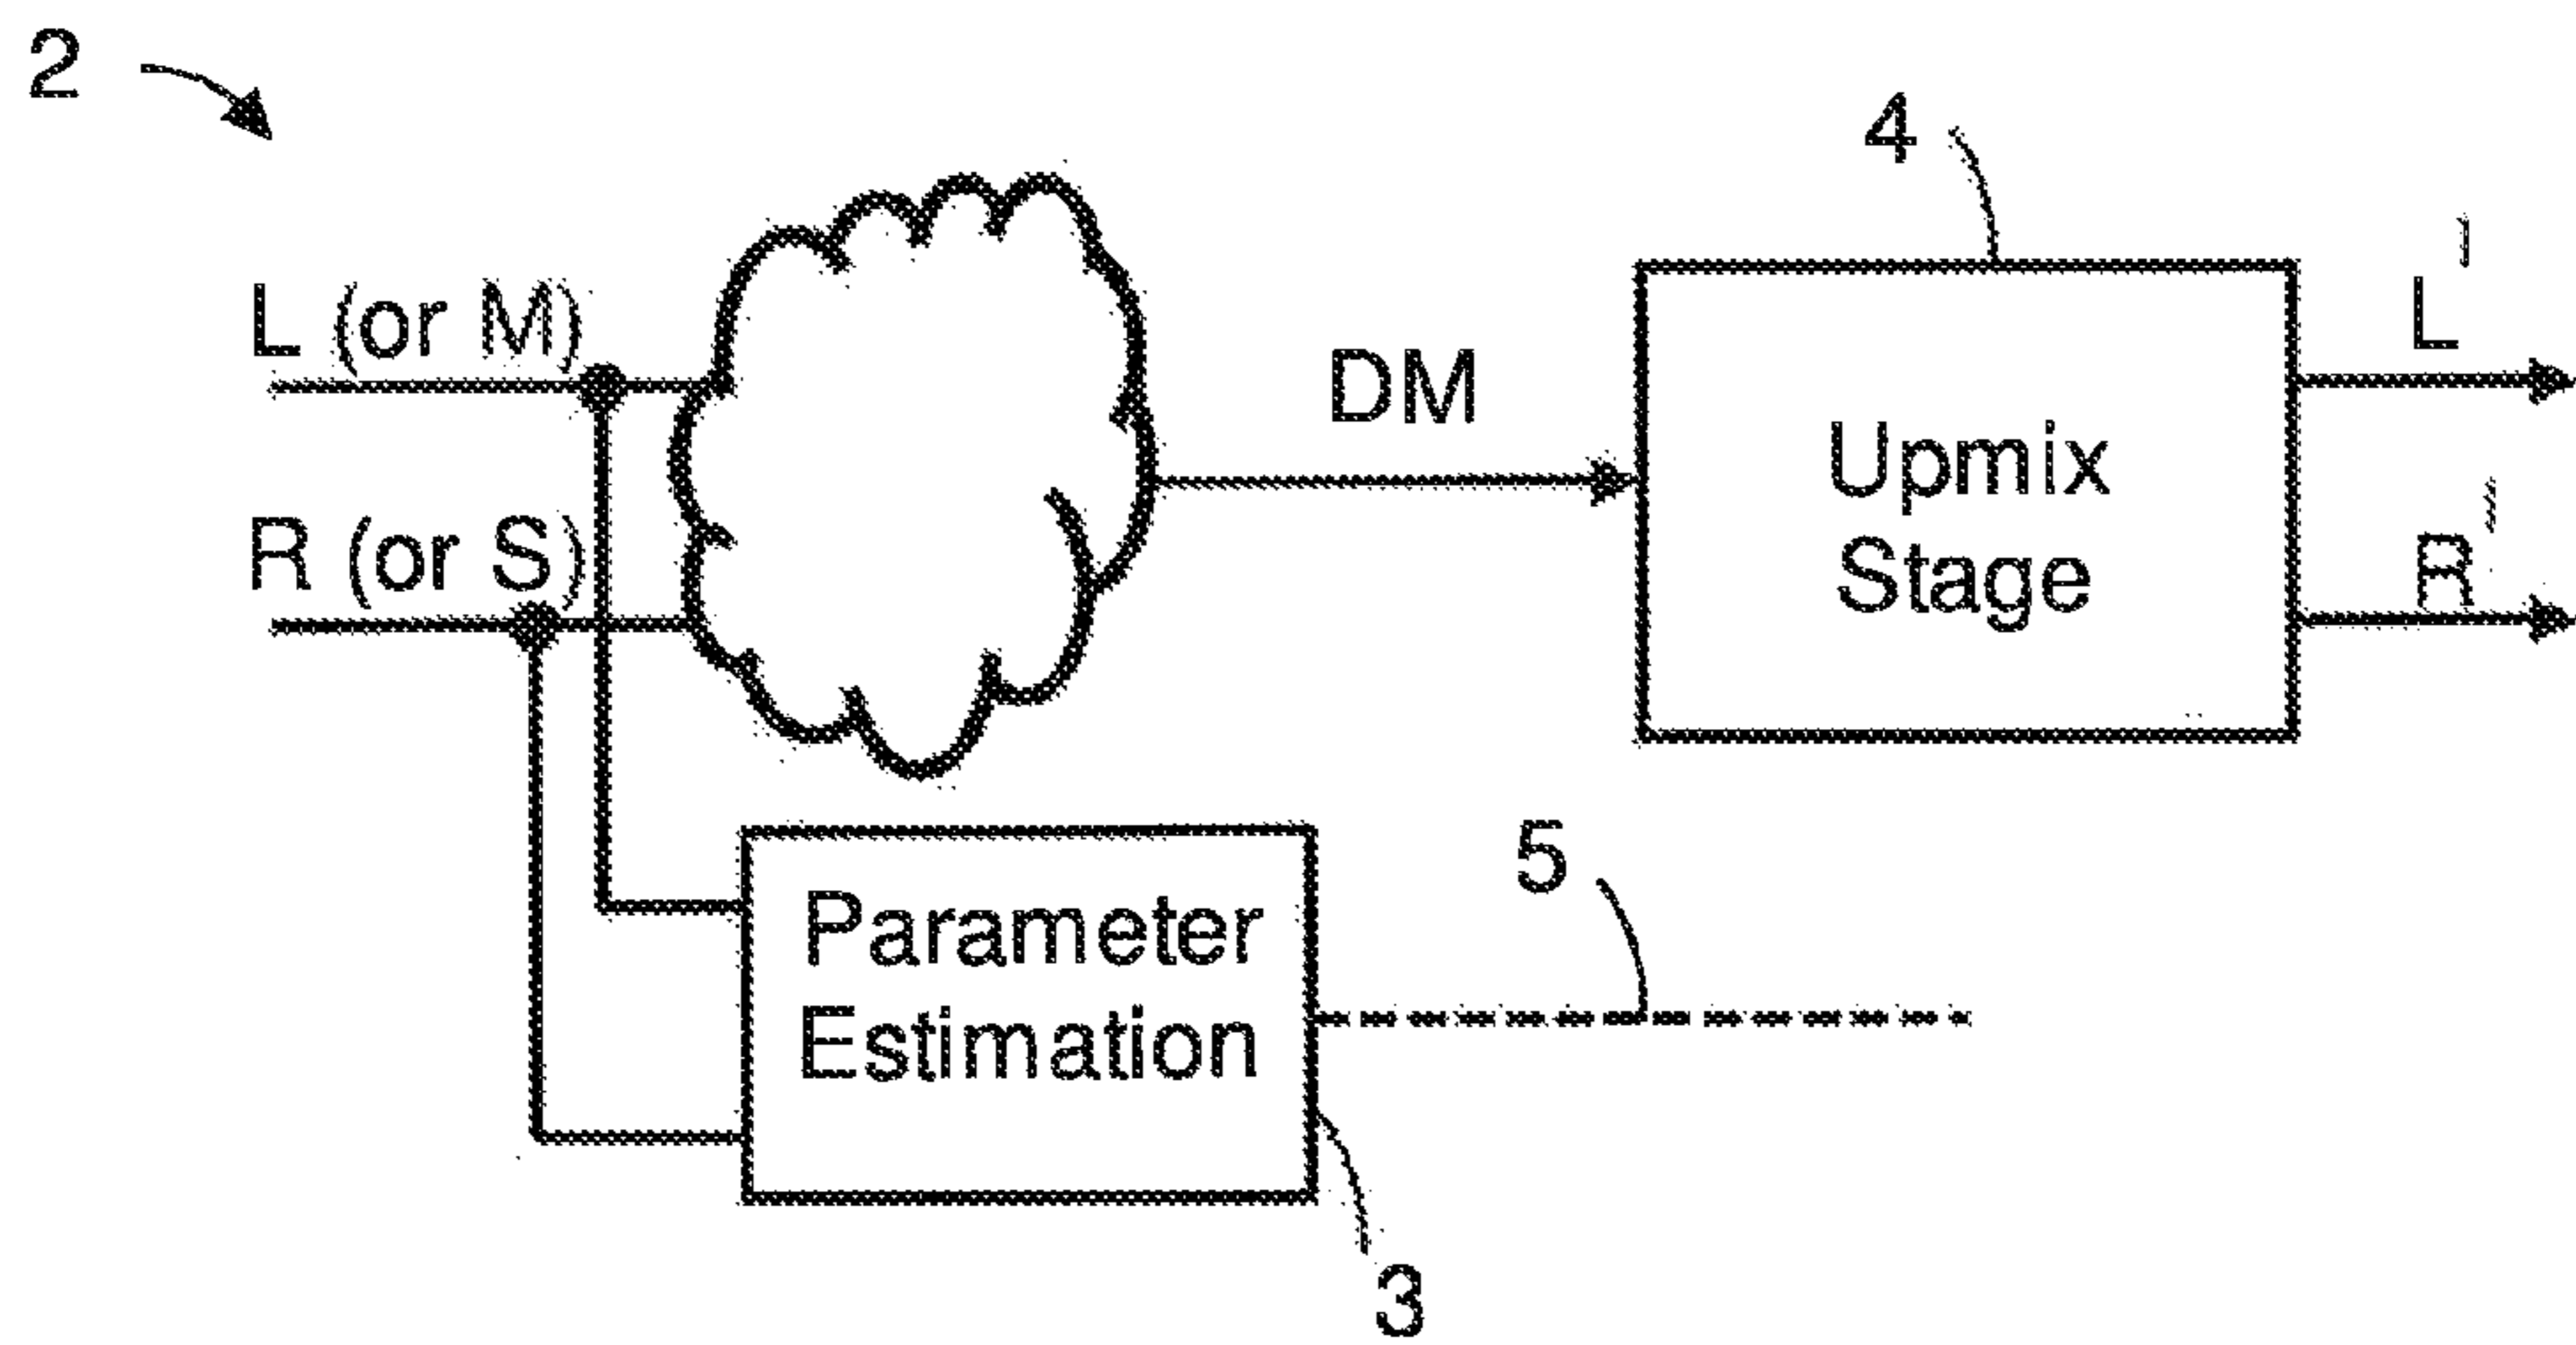 2
4
L (or M)
DM
L'
Upmix
Stage
R (or S)
R'
5
Parameter
Estimation
3